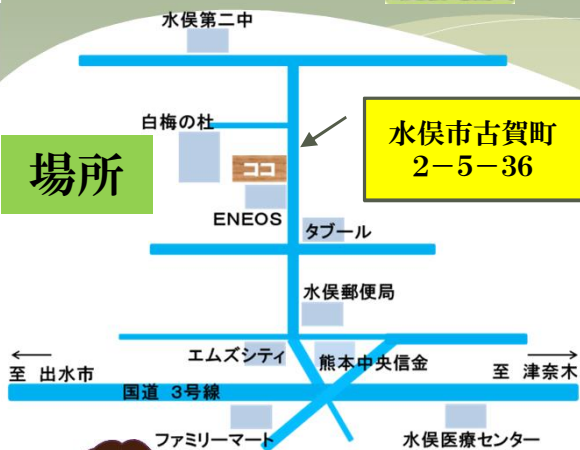 水俣第二中
白梅の杜
場所
ココ
水俣市古賀町
2−5−36
ENEOS
タブール
水俣郵便局
エムズシティ
熊本中央信金
至 出水市
至 津奈木
国道 3号線
ファミリーマート
水俣医療センター